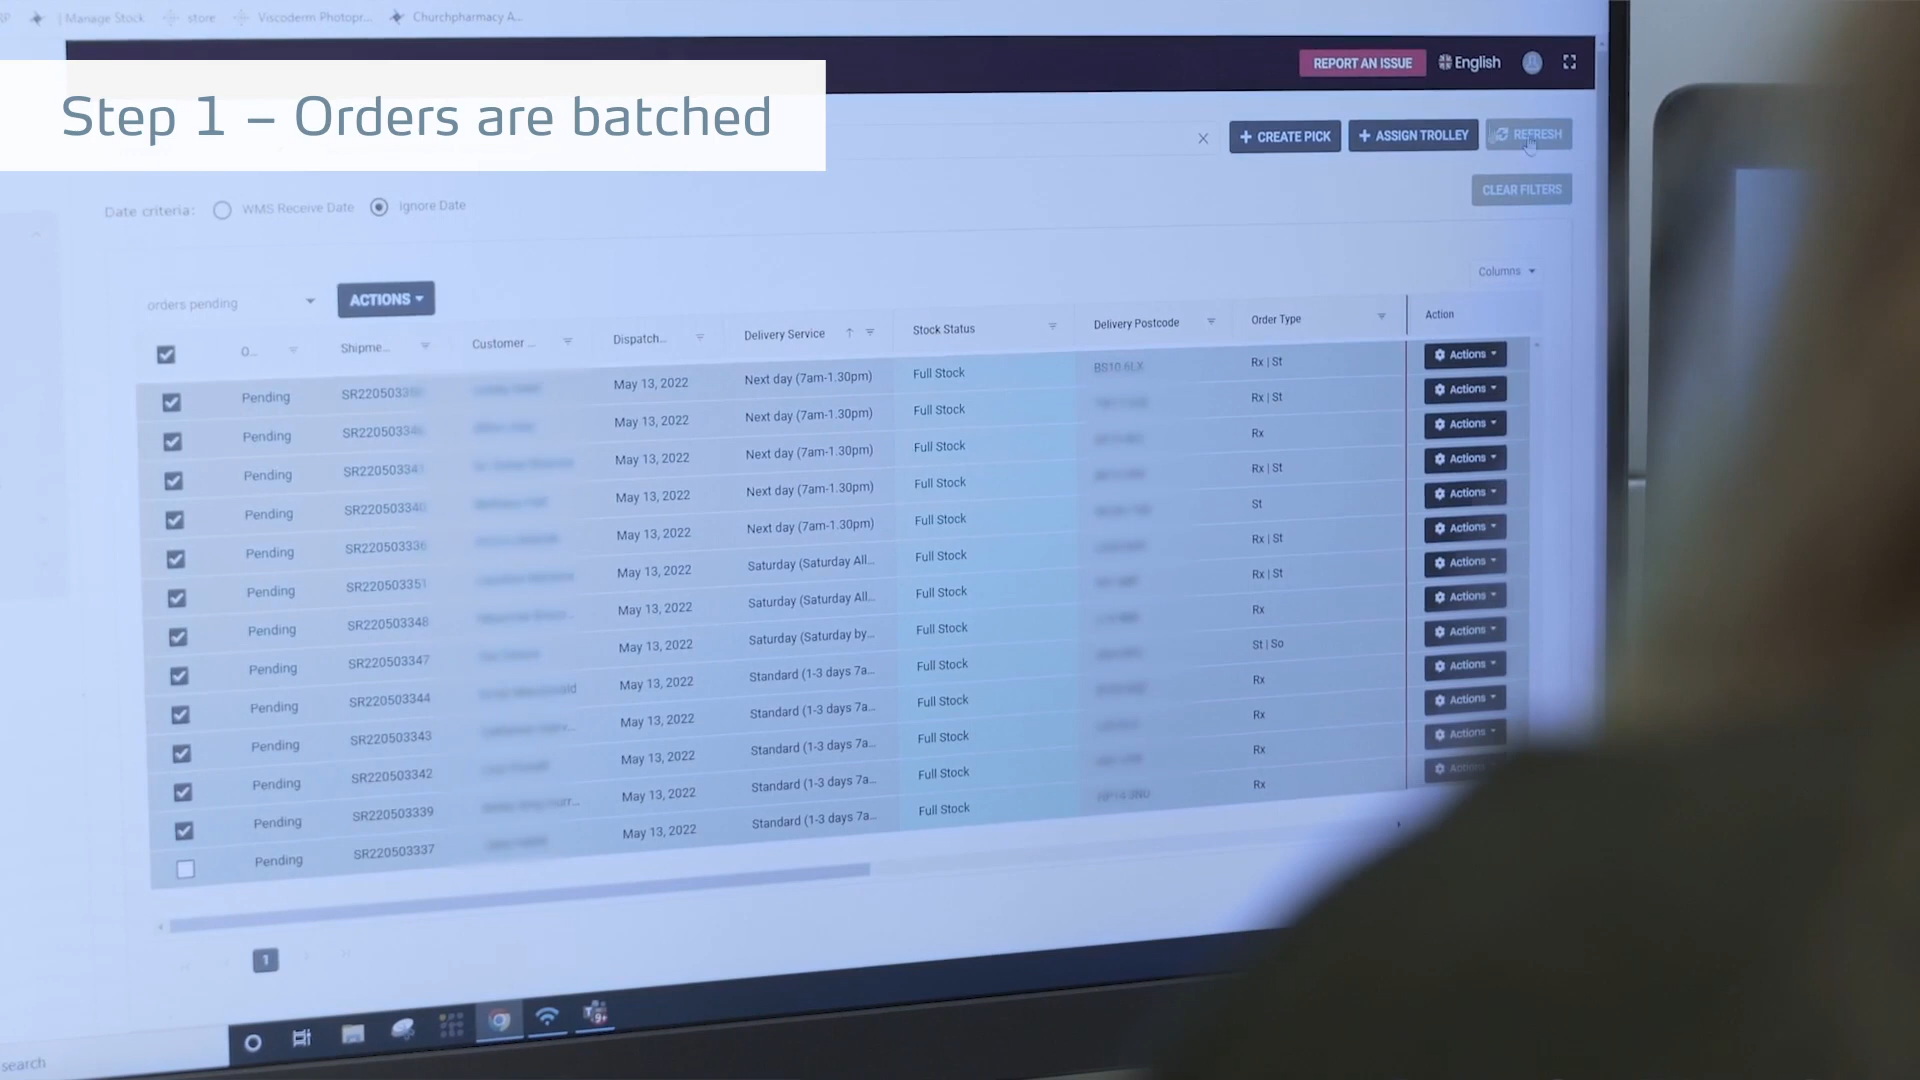 RP | Manage Stock store Viscoderm Photopr... Churchpharmacy A...
REPORT AN ISSUE English
Step 1 – Orders are batched
CREATE PICK ASSIGN TROLLEY REFRESH
CLEAR FILTERS
Date criteria: WMS Receive Date Ignore Date
Columns
orders pending ACTIONS
O... Shipme... Customer ... Dispatch... Delivery Service Stock Status Delivery Postcode Order Type Action
Pending SR220503 May 13, 2022 Next day (7am-1.30pm) Full Stock BS10 6LX Rx | St Actions
Pending SR22050334 May 13, 2022 Next day (7am-1.30pm) Full Stock Rx | St Actions
Pending SR220503341 May 13, 2022 Next day (7am-1.30pm) Full Stock Rx Actions
Pending SR220503340 May 13, 2022 Next day (7am-1.30pm) Full Stock Rx | St Actions
Pending SR220503336 May 13, 2022 Next day (7am-1.30pm) Full Stock St Actions
Pending SR220503351 May 13, 2022 Saturday (Saturday All... Full Stock Rx | St Actions
Pending SR220503348 May 13, 2022 Saturday (Saturday All... Full Stock Rx | St Actions
Pending SR220503347 May 13, 2022 Saturday (Saturday by... Full Stock Rx Actions
Pending SR220503344 May 13, 2022 Standard (1-3 days 7a... Full Stock St | So Actions
Pending SR220503343 May 13, 2022 Standard (1-3 days 7a... Full Stock Rx Actions
Pending SR220503342 May 13, 2022 Standard (1-3 days 7a... Full Stock Rx Actions
Pending SR220503339 May 13, 2022 Standard (1-3 days 7a... Full Stock Rx Actions
Pending SR220503337 May 13, 2022 Standard (1-3 days 7a... Full Stock Rx Actions
1
9+
search